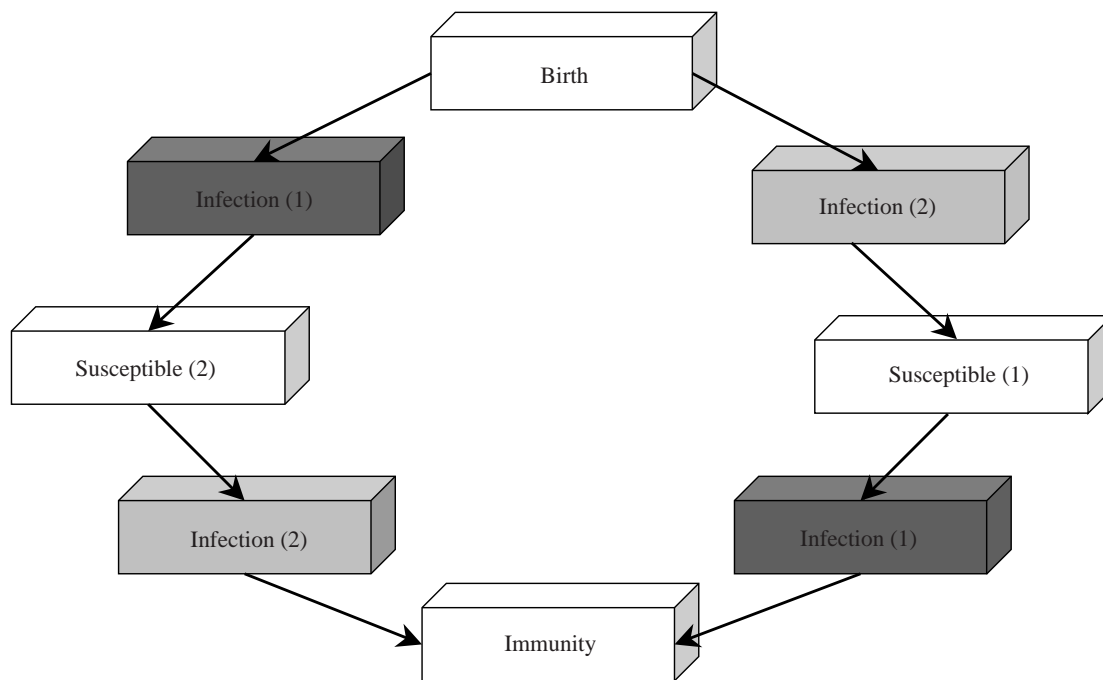 Birth
Infection (1)
Infection (2)
Susceptible (2)
Susceptible (1)
Infection (2)
Infection (1)
Immunity